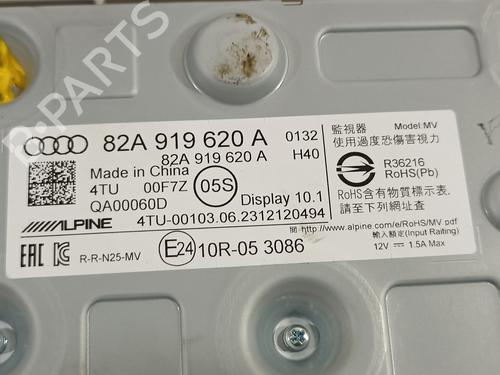 82A 919 620 A 0132
82A 919 620 A H40
Made in China
4TU 00F7Z 05S
QA00060D Display 10.1
ALPINE 4TU-00103.06.2312120494
EAC R-R-N25-MV E24 10R-05 3086
監視器 Model:MV
使用過度恐傷害視力
R36216
RoHS(Pb)
RoHS含有物質標示表.
請至下述網址查詢
http://www.alpine.com/e/RoHS/MV.pdf
輸入額定(Input Raiting)
12V 1.5A Max
B-Parts